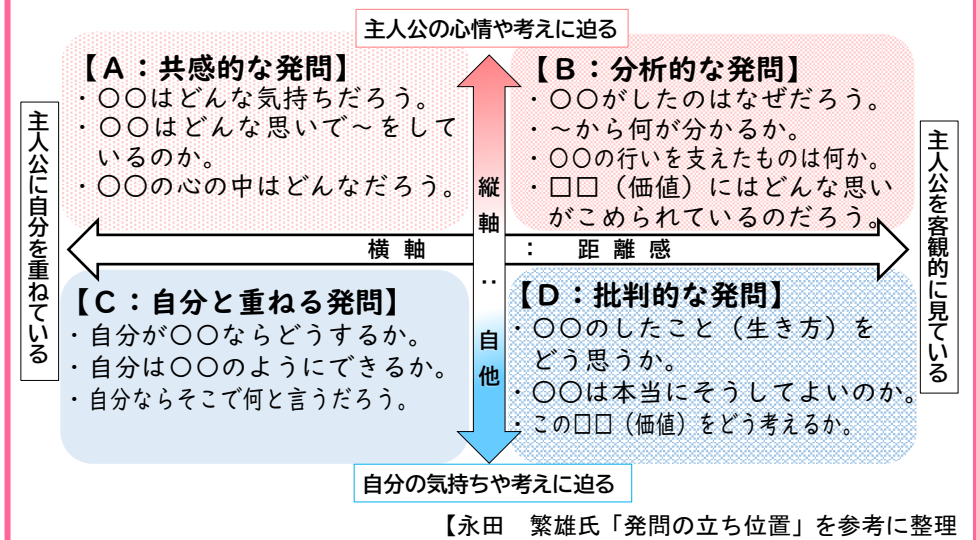 主人公の心情や考えに迫る
【A：共感的な発問】
・〇〇はどんな気持ちだろう。
・〇〇はどんな思いで～をして
いるのか。
・〇〇の心の中はどんなだろう。
【B：分析的な発問】
・〇〇がしたのはなぜだろう。
・～から何が分かるか。
・〇〇の行いを支えたものは何か。
・□□（価値）にはどんな思い
がこめられているのだろう。
主人公に自分を重ねている
横軸：距離感
縦軸：自他
主人公を客観的に見ている
【C：自分と重ねる発問】
・自分が〇〇ならどうするか。
・自分は〇〇のようにできるか。
・自分ならそこで何と言うだろう。
【D：批判的な発問】
・〇〇のしたこと（生き方）を
どう思うか。
・〇〇は本当にそうしてよいのか。
・この□□（価値）をどう考えるか。
自分の気持ちや考えに迫る
【永田　繁雄氏「発問の立ち位置」を参考に整理